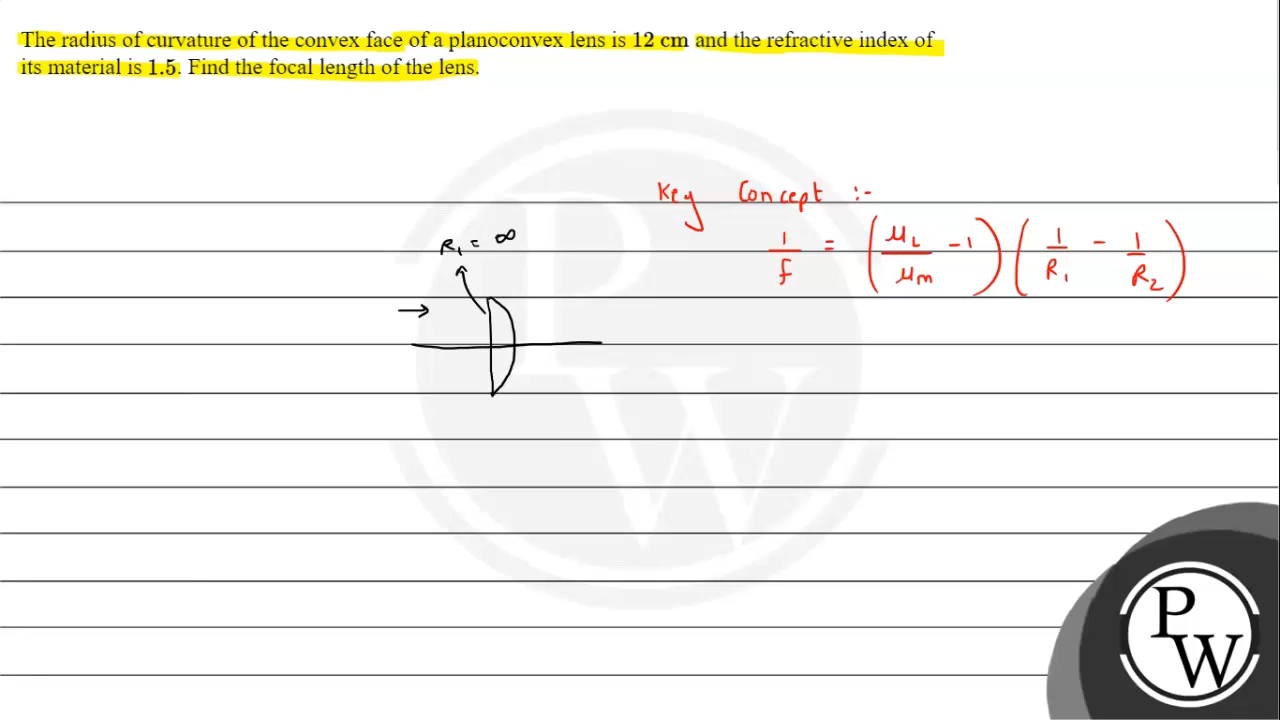 The radius of curvature of the convex face of a planoconvex lens is 12 cm and the refractive index of
its material is 1.5. Find the focal length of the lens.
Key Concept :-
R₁ = ∞
1/f = (μL/μm - 1) (1/R₁ - 1/R₂)
PW
PW